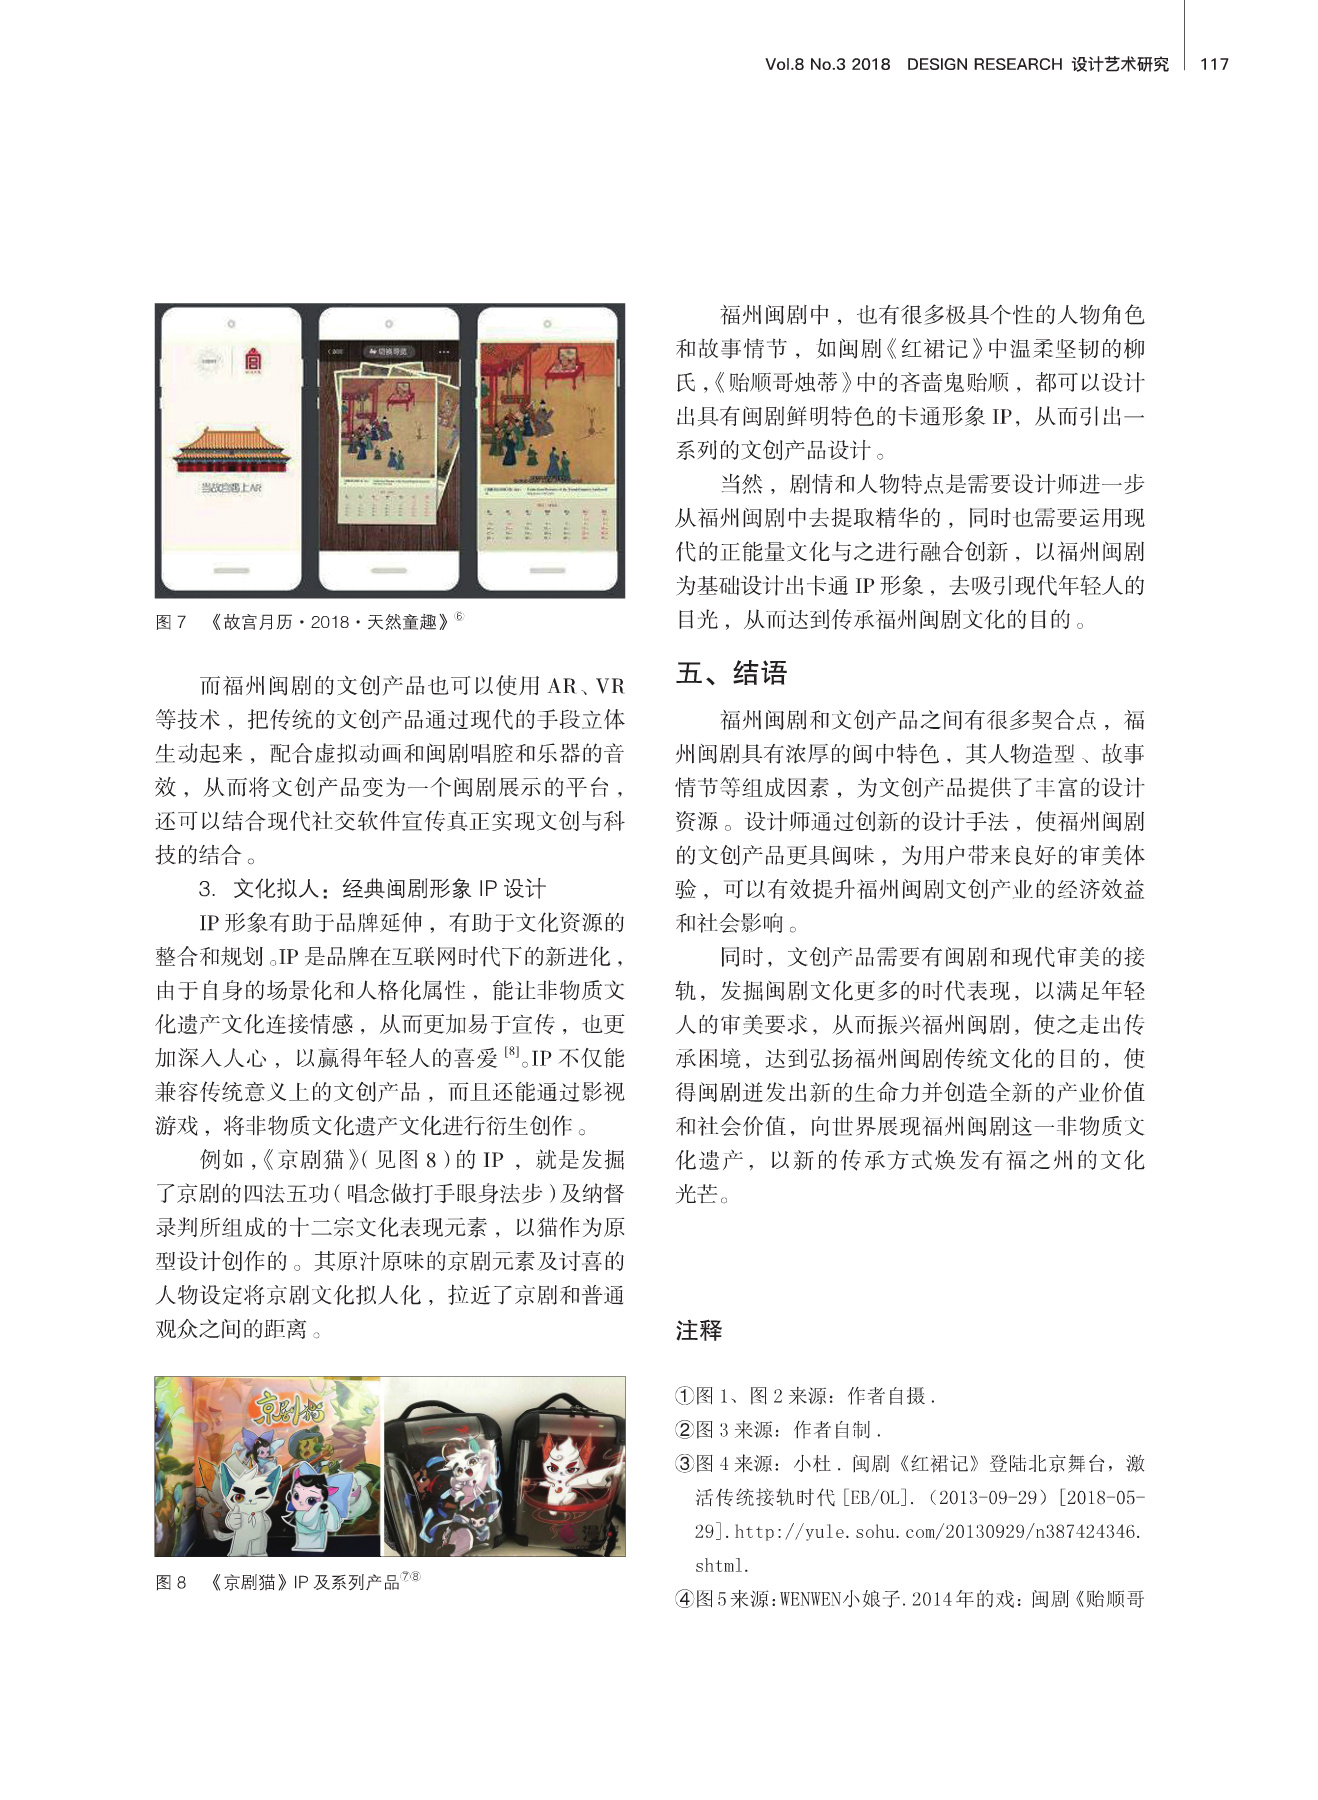 Vol.8 No.3 2018 DESIGN RESEARCH 设计艺术研究 117
当故宫遇上AR
切换导览
图 7 《故宫月历·2018·天然童趣》⑥
而福州闽剧的文创产品也可以使用 AR、VR
等技术，把传统的文创产品通过现代的手段立体
生动起来，配合虚拟动画和闽剧唱腔和乐器的音
效，从而将文创产品变为一个闽剧展示的平台，
还可以结合现代社交软件宣传真正实现文创与科
技的结合。
3. 文化拟人：经典闽剧形象 IP 设计
IP 形象有助于品牌延伸，有助于文化资源的
整合和规划。IP 是品牌在互联网时代下的新进化，
由于自身的场景化和人格化属性，能让非物质文
化遗产文化连接情感，从而更加易于宣传，也更
加深入人心，以赢得年轻人的喜爱[8]。IP 不仅能
兼容传统意义上的文创产品，而且还能通过影视
游戏，将非物质文化遗产文化进行衍生创作。
例如，《京剧猫》（见图 8）的 IP ，就是发掘
了京剧的四法五功（唱念做打手眼身法步）及纳督
录判所组成的十二宗文化表现元素，以猫作为原
型设计创作的。其原汁原味的京剧元素及讨喜的
人物设定将京剧文化拟人化，拉近了京剧和普通
观众之间的距离。
京剧猫
图 8 《京剧猫》IP 及系列产品⑦⑧
福州闽剧中，也有很多极具个性的人物角色
和故事情节，如闽剧《红裙记》中温柔坚韧的柳
氏，《贻顺哥烛蒂》中的吝啬鬼贻顺，都可以设计
出具有闽剧鲜明特色的卡通形象 IP，从而引出一
系列的文创产品设计。
当然，剧情和人物特点是需要设计师进一步
从福州闽剧中去提取精华的，同时也需要运用现
代的正能量文化与之进行融合创新，以福州闽剧
为基础设计出卡通 IP 形象，去吸引现代年轻人的
目光，从而达到传承福州闽剧文化的目的。
五、结语
福州闽剧和文创产品之间有很多契合点，福
州闽剧具有浓厚的闽中特色，其人物造型、故事
情节等组成因素，为文创产品提供了丰富的设计
资源。设计师通过创新的设计手法，使福州闽剧
的文创产品更具闽味，为用户带来良好的审美体
验，可以有效提升福州闽剧文创产业的经济效益
和社会影响。
同时，文创产品需要有闽剧和现代审美的接
轨，发掘闽剧文化更多的时代表现，以满足年轻
人的审美要求，从而振兴福州闽剧，使之走出传
承困境，达到弘扬福州闽剧传统文化的目的，使
得闽剧迸发出新的生命力并创造全新的产业价值
和社会价值，向世界展现福州闽剧这一非物质文
化遗产，以新的传承方式焕发有福之州的文化
光芒。
注释
①图 1、图 2 来源：作者自摄．
②图 3 来源：作者自制．
③图 4 来源：小杜．闽剧《红裙记》登陆北京舞台，激
活传统接轨时代 [EB/OL]．（2013-09-29）[2018-05-
29].http://yule.sohu.com/20130929/n387424346.
shtml.
④图5来源：WENWEN小娘子．2014年的戏：闽剧《贻顺哥